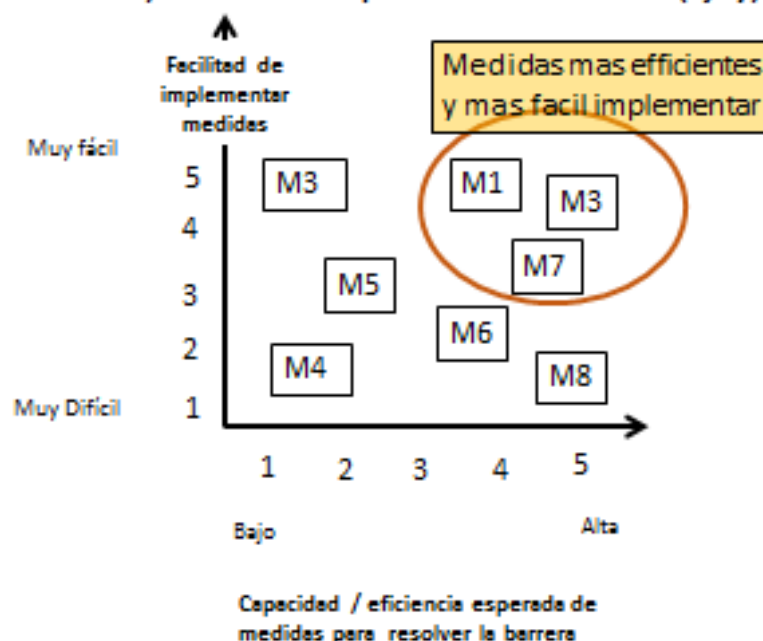 Facilitad de
implementar
medidas
Medidas mas efficientes
y mas facil implementar
Muy fácil
5
M3
M1
M3
4
M7
M5
3
M6
2
M4
M8
Muy Difícil
1
1 2 3 4 5
Bajo
Alta
Capacidad / eficiencia esperada de
medidas para resolver la barrera